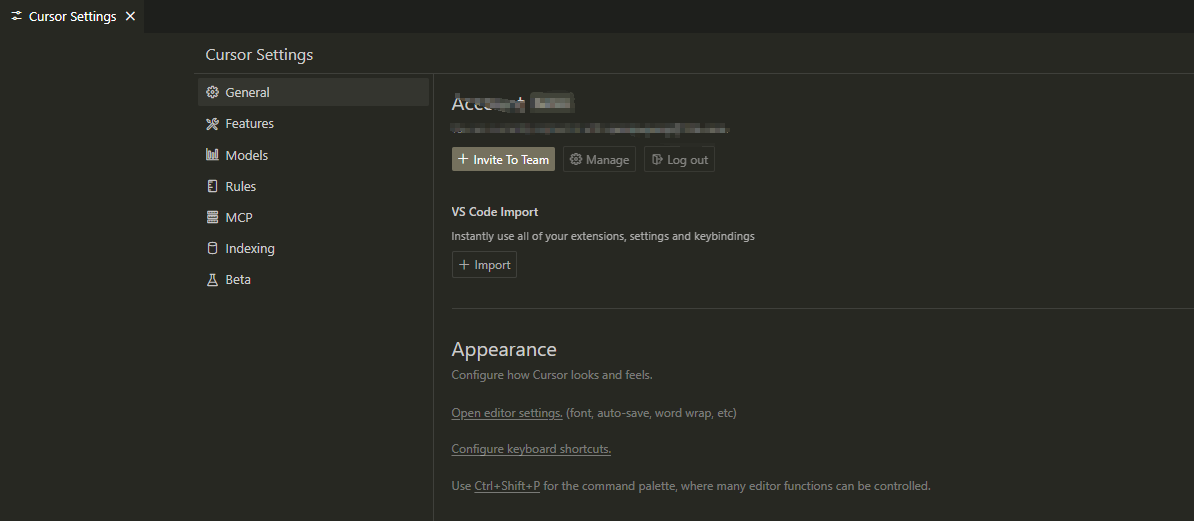 Cursor Settings
Cursor Settings
General
Features
Models
Rules
MCP
Indexing
Beta
Account
Invite To Team
Manage
Log out
VS Code Import
Instantly use all of your extensions, settings and keybindings
Import
Appearance
Configure how Cursor looks and feels.
Open editor settings. (font, auto-save, word wrap, etc)
Configure keyboard shortcuts.
Use Ctrl+Shift+P for the command palette, where many editor functions can be controlled.